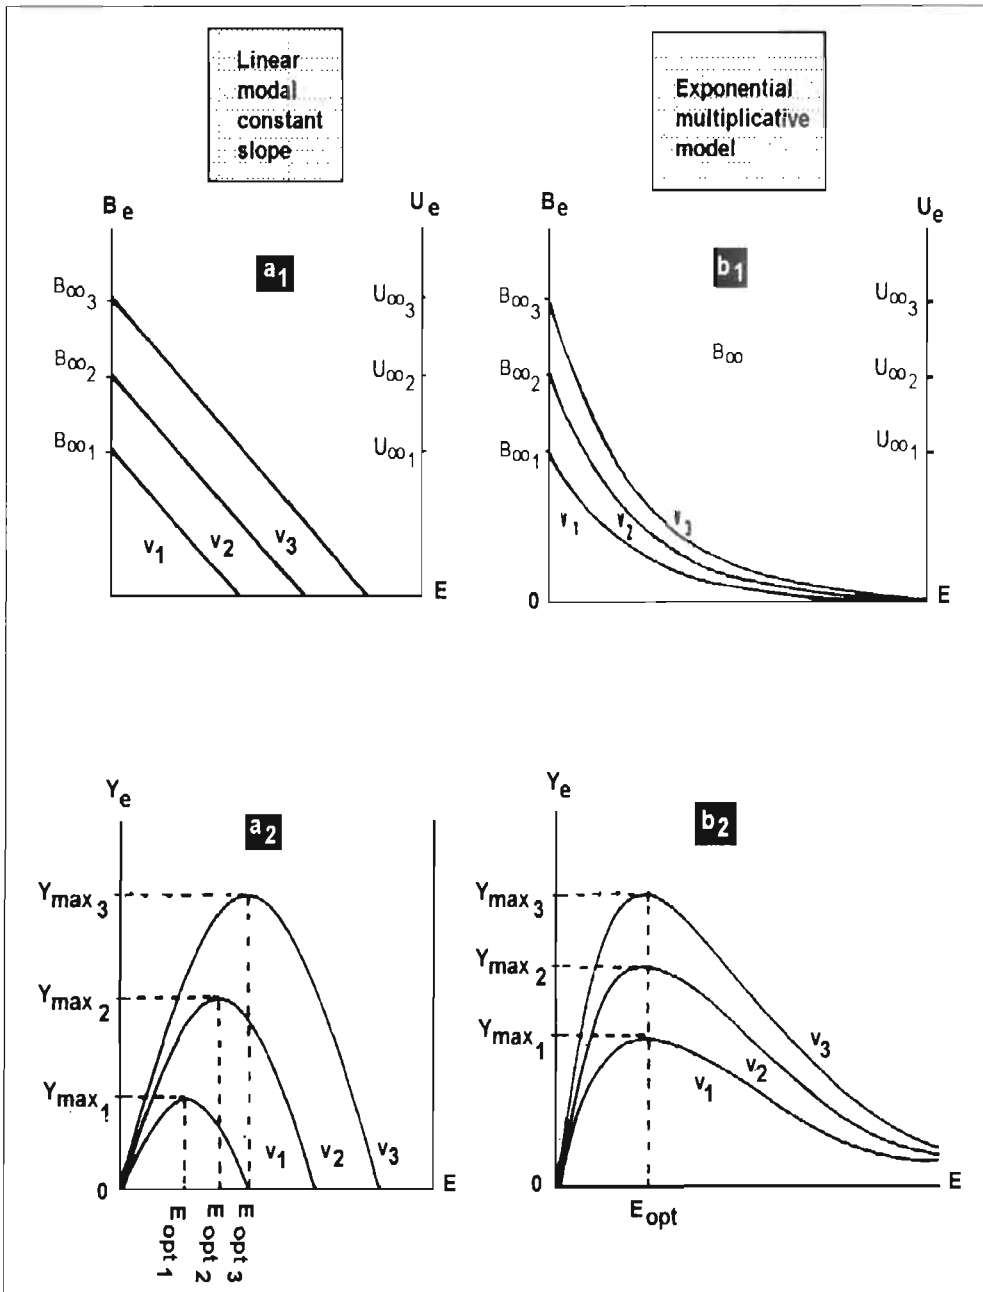 Linear
modal
constant
slope
Exponential
multiplicative
model
Be
Ue
a1
B∞3
B∞2
B∞1
U∞3
U∞2
U∞1
v1
v2
v3
E
Be
Ue
b1
B∞3
B∞2
B∞1
B∞
U∞3
U∞2
U∞1
v1
v2
v3
0
E
Ye
a2
Ymax3
Ymax2
Ymax1
v1
v2
v3
0
E
E opt 1
E opt 2
E opt 3
Ye
b2
Ymax3
Ymax2
Ymax1
v1
v2
v3
0
E
Eopt